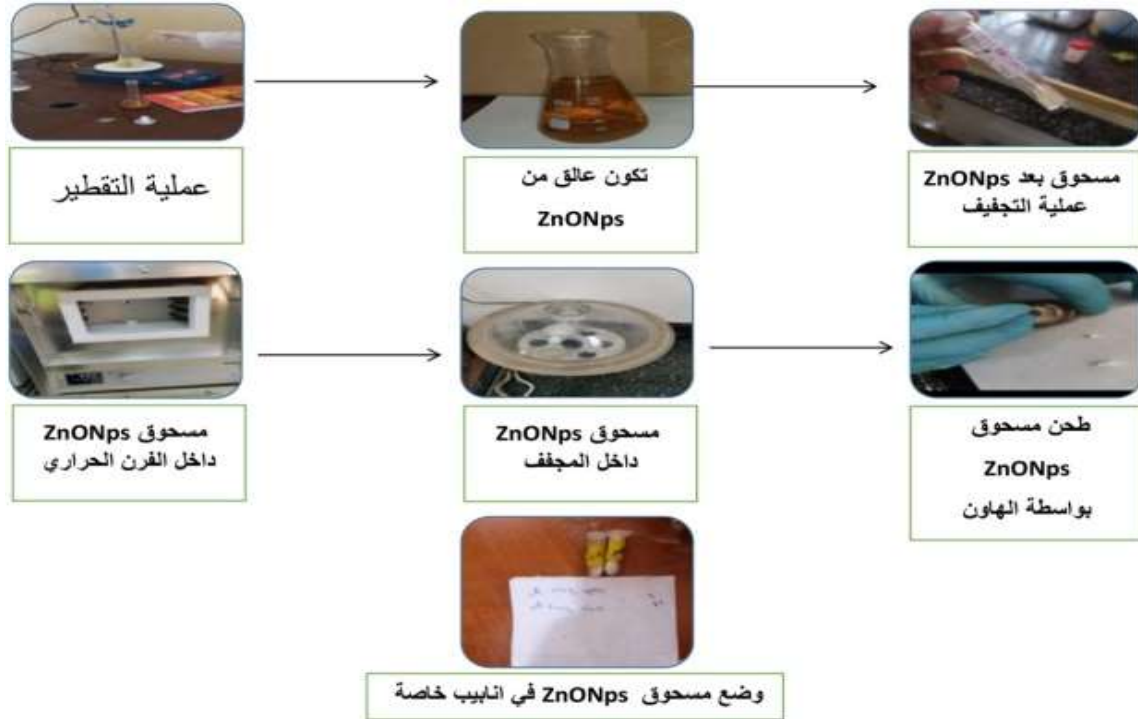 عملية التقطير
تكون عالق من
ZnONps
مسحوق ZnONps بعد
عملية التجفيف
مسحوق ZnONps
داخل الفرن الحراري
مسحوق ZnONps
داخل المجفف
طحن مسحوق
ZnONps
بواسطة الهاون
وضع مسحوق ZnONps في انابيب خاصة